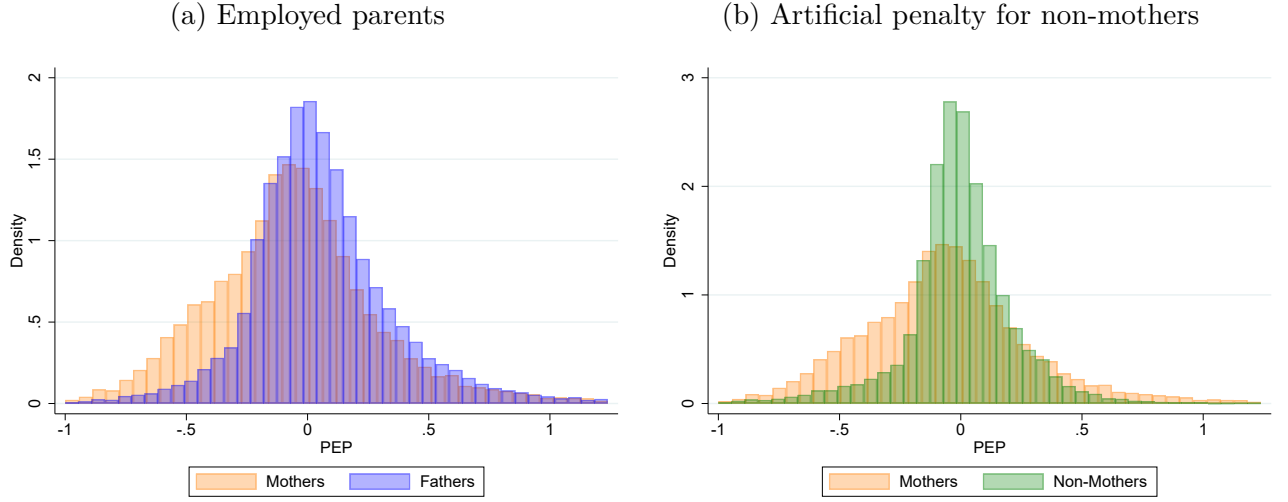 (a) Employed parents
2
1.5
1
.5
0
Density
-1
-.5
0
.5
1
PEP
Mothers
Fathers
(b) Artificial penalty for non-mothers
3
2
1
0
Density
-1
-.5
0
.5
1
PEP
Mothers
Non-Mothers